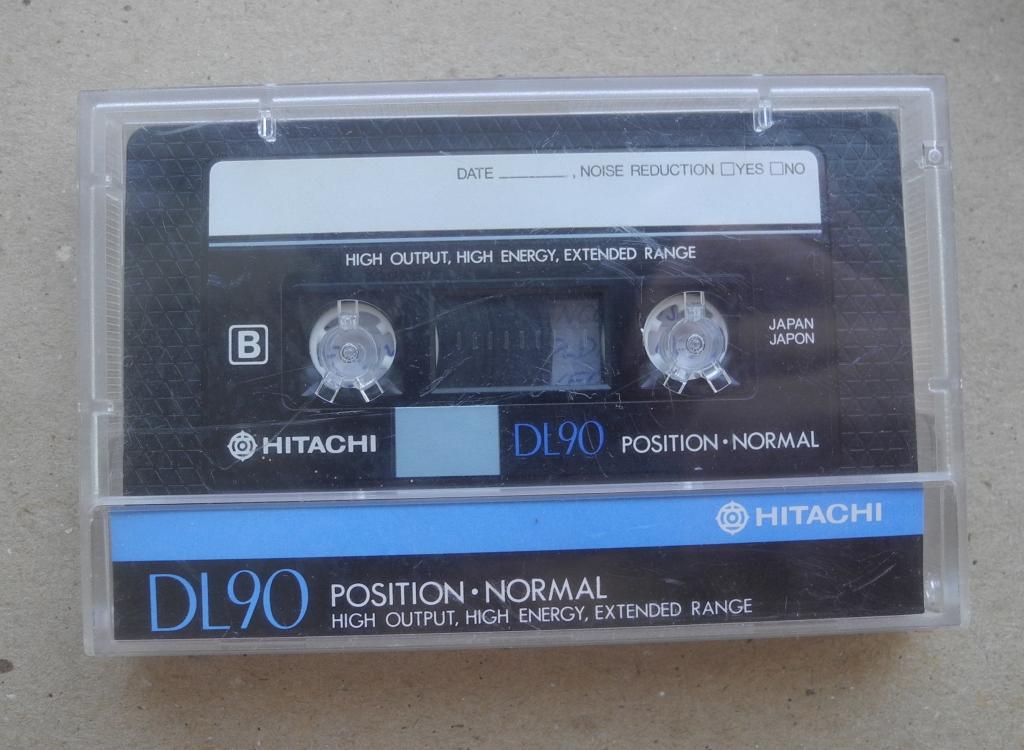 DATE ________, NOISE REDUCTION □YES □NO
HIGH OUTPUT, HIGH ENERGY, EXTENDED RANGE
B
JAPAN
JAPON
HITACHI
DL90 POSITION•NORMAL
HITACHI
DL90 POSITION•NORMAL
HIGH OUTPUT, HIGH ENERGY, EXTENDED RANGE